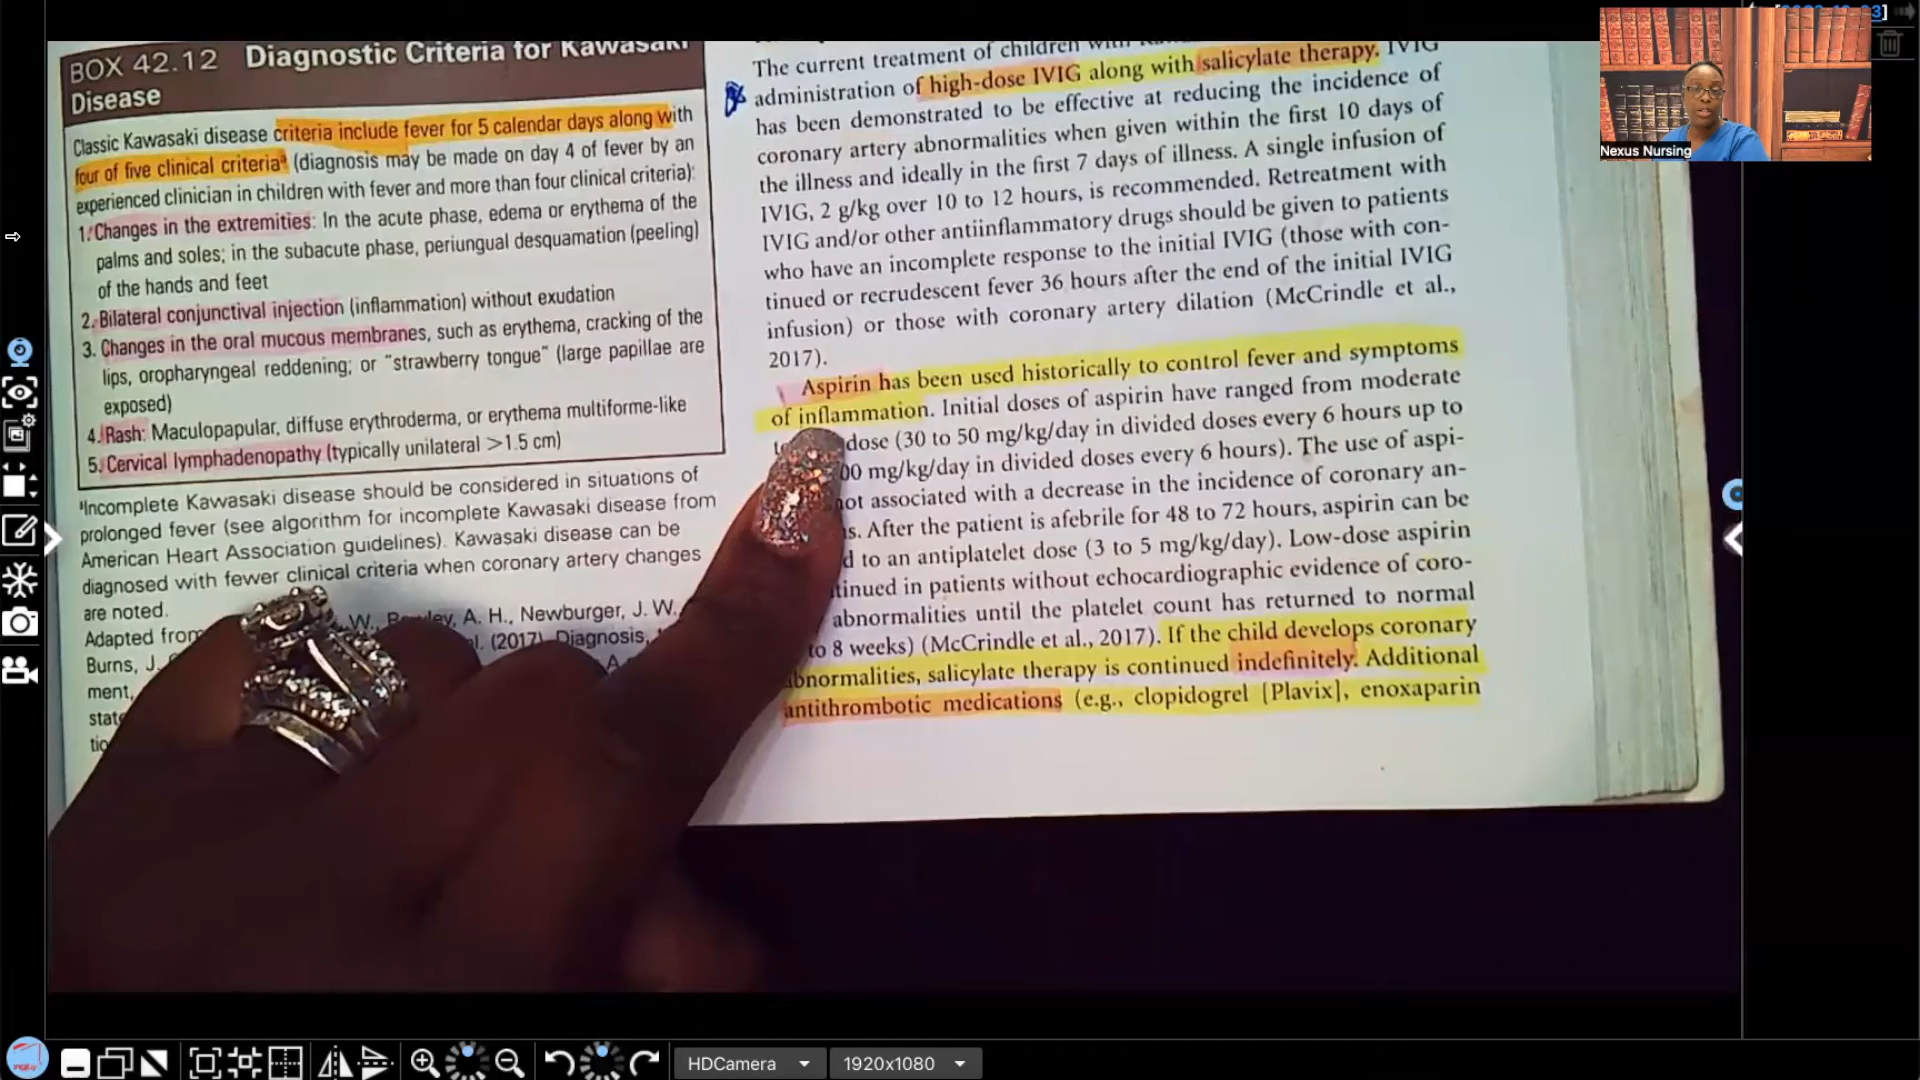 BOX 42.12 Diagnostic Criteria for Kawasaki
Disease
Classic Kawasaki disease criteria include fever for 5 calendar days along with
four of five clinical criteriaª (diagnosis may be made on day 4 of fever by an
experienced clinician in children with fever and more than four clinical criteria):
1. Changes in the extremities: In the acute phase, edema or erythema of the
palms and soles; in the subacute phase, periungual desquamation (peeling)
of the hands and feet
2. Bilateral conjunctival injection (inflammation) without exudation
3. Changes in the oral mucous membranes, such as erythema, cracking of the
lips, oropharyngeal reddening; or "strawberry tongue" (large papillae are
exposed)
4. Rash: Maculopapular, diffuse erythroderma, or erythema multiforme-like
5. Cervical lymphadenopathy (typically unilateral >1.5 cm)
ªIncomplete Kawasaki disease should be considered in situations of
prolonged fever (see algorithm for incomplete Kawasaki disease from
American Heart Association guidelines). Kawasaki disease can be
diagnosed with fewer clinical criteria when coronary artery changes
are noted.
Adapted from W., A. H., Newburger, J. W.,
Burns, J. (2017). Diagnosis,
ment,
The current treatment of children with
administration of high-dose IVIG along with salicylate therapy. IVIG
has been demonstrated to be effective at reducing the incidence of
coronary artery abnormalities when given within the first 10 days of
the illness and ideally in the first 7 days of illness. A single infusion of
IVIG, 2 g/kg over 10 to 12 hours, is recommended. Retreatment with
IVIG and/or other antiinflammatory drugs should be given to patients
who have an incomplete response to the initial IVIG (those with con-
tinued or recrudescent fever 36 hours after the end of the initial IVIG
infusion) or those with coronary artery dilation (McCrindle et al.,
2017).
Aspirin has been used historically to control fever and symptoms
of inflammation. Initial doses of aspirin have ranged from moderate
dose (30 to 50 mg/kg/day in divided doses every 6 hours up to
00 mg/kg/day in divided doses every 6 hours). The use of aspi-
not associated with a decrease in the incidence of coronary an-
After the patient is afebrile for 48 to 72 hours, aspirin can be
to an antiplatelet dose (3 to 5 mg/kg/day). Low-dose aspirin
tinued in patients without echocardiographic evidence of coro-
abnormalities until the platelet count has returned to normal
to 8 weeks) (McCrindle et al., 2017). If the child develops coronary
abnormalities, salicylate therapy is continued indefinitely. Additional
antithrombotic medications (e.g., clopidogrel [Plavix], enoxaparin
Nexus Nursing
HDCamera
1920x1080